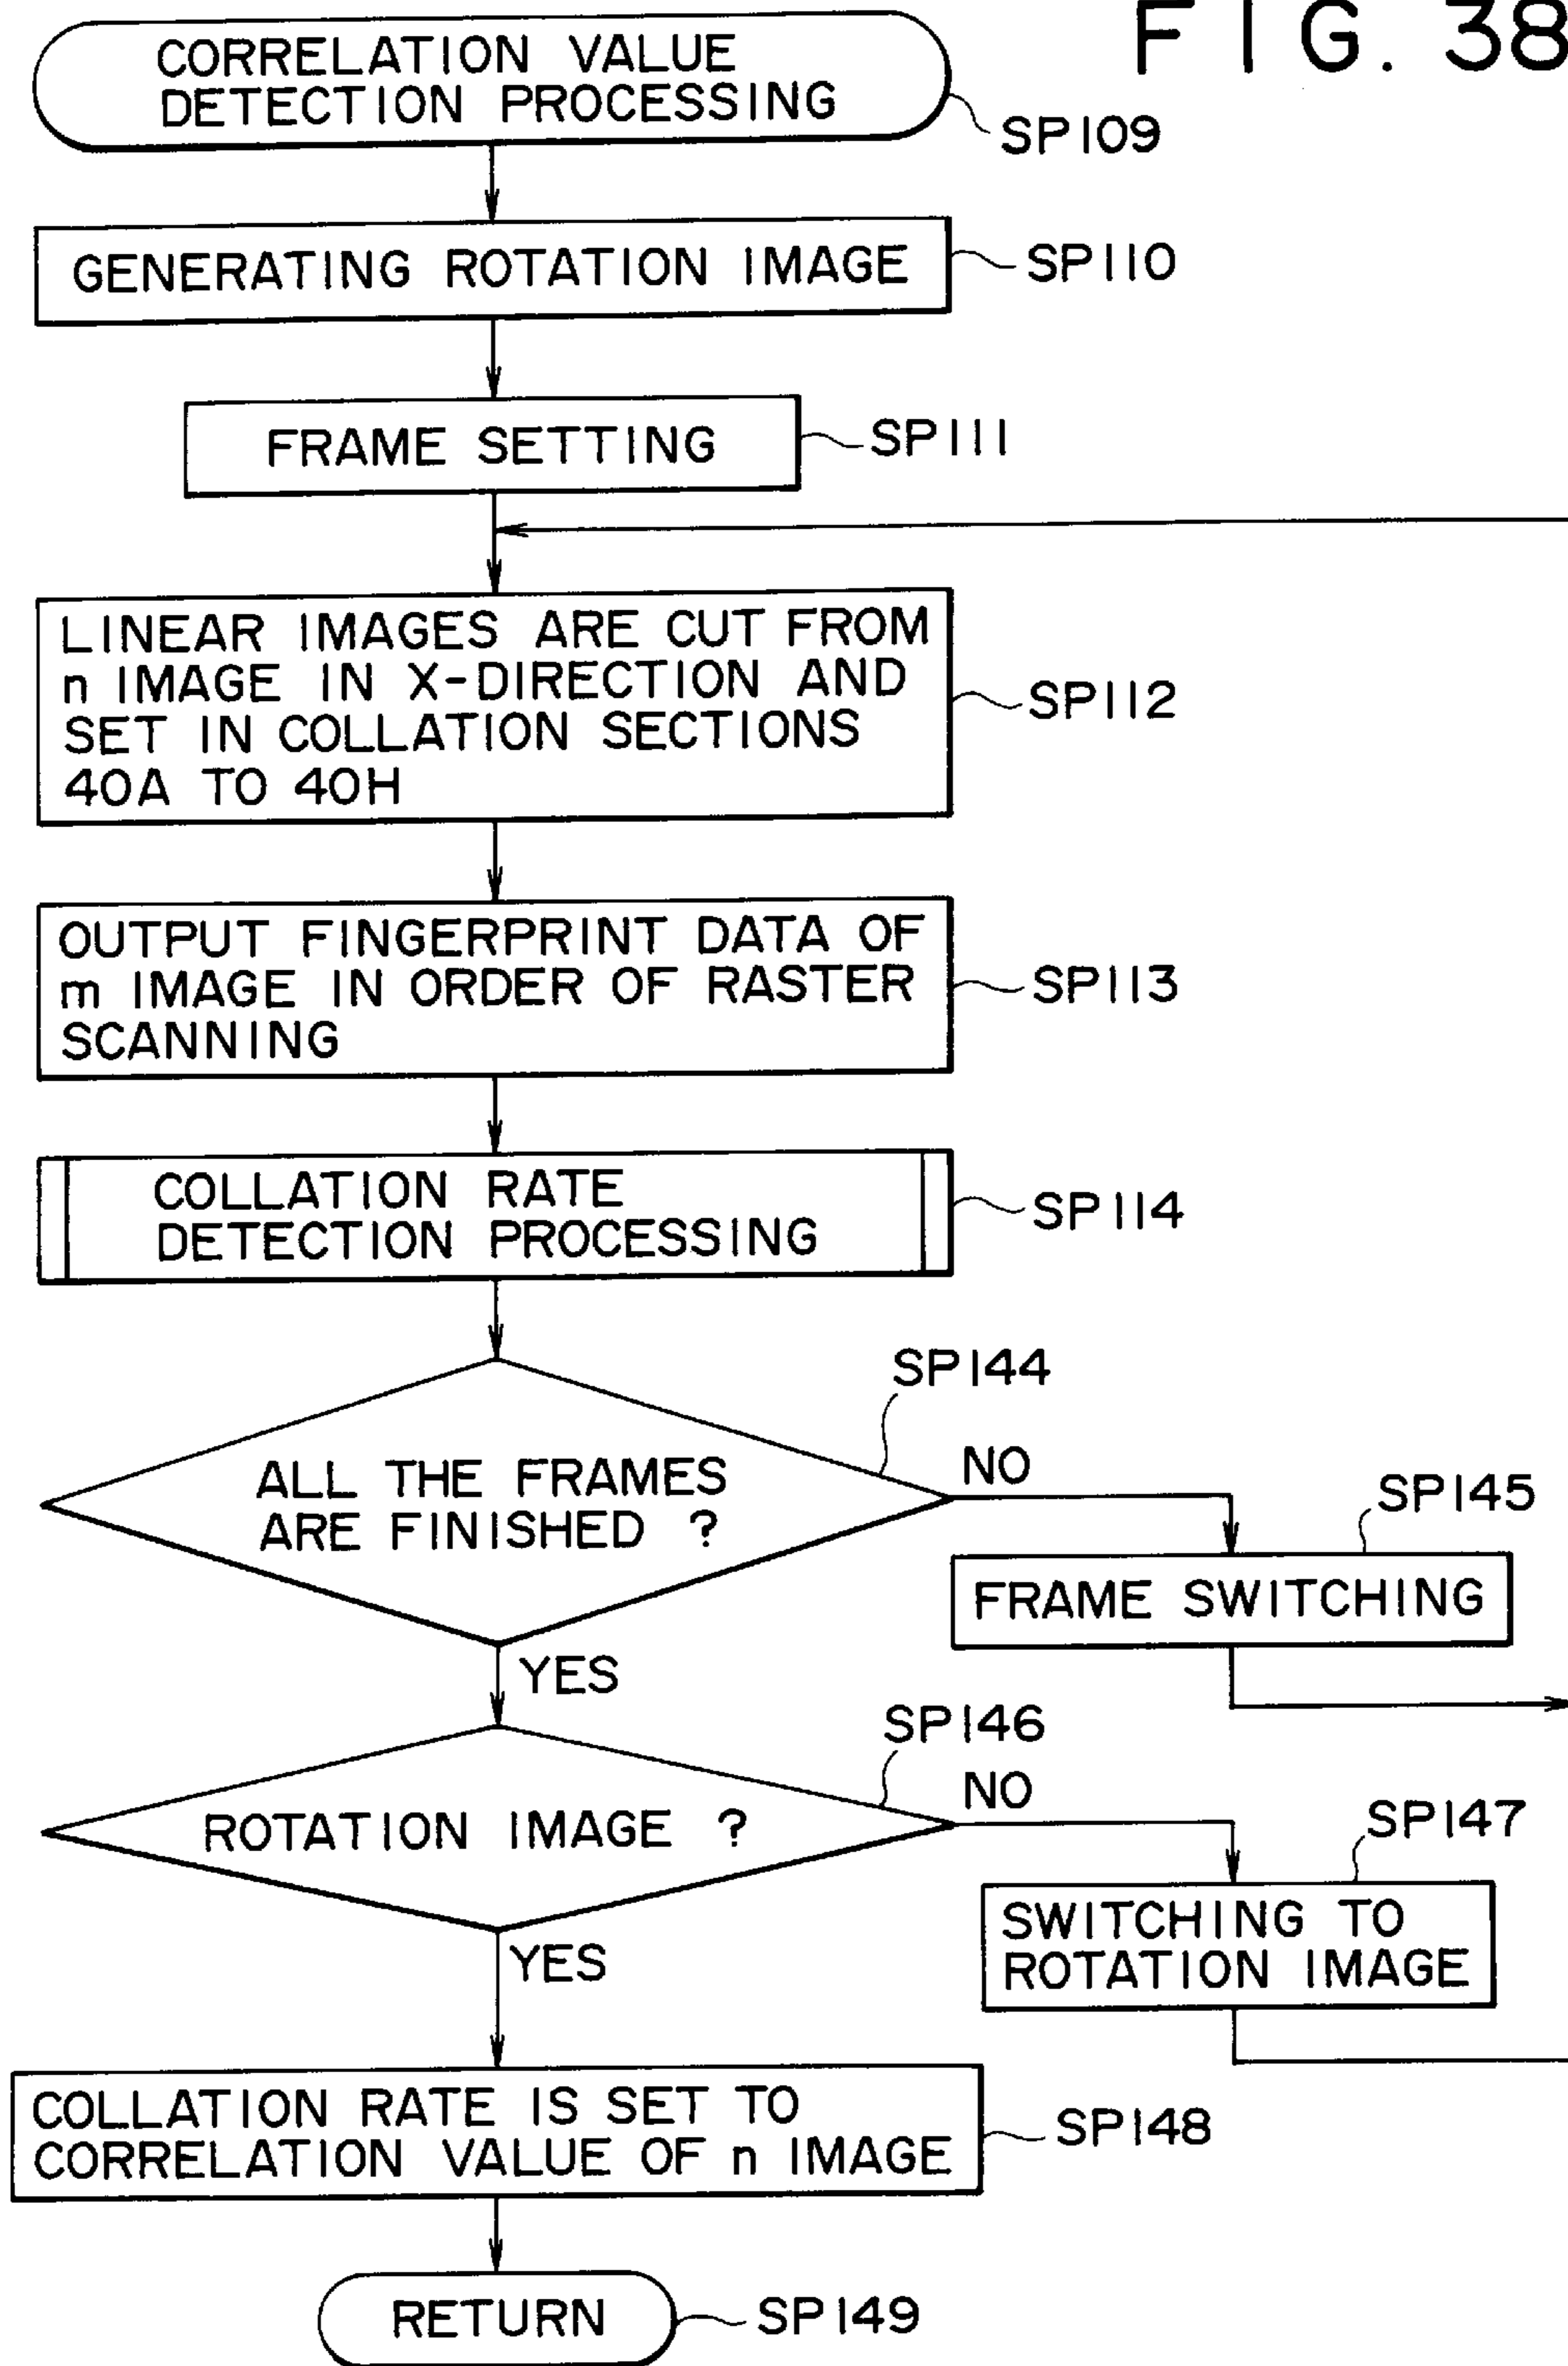 FIG. 38
CORRELATION VALUE
DETECTION PROCESSING
SP109
GENERATING ROTATION IMAGE
SP110
FRAME SETTING
SP111
LINEAR IMAGES ARE CUT FROM
n IMAGE IN X-DIRECTION AND
SET IN COLLATION SECTIONS
40A TO 40H
SP112
OUTPUT FINGERPRINT DATA OF
m IMAGE IN ORDER OF RASTER
SCANNING
SP113
COLLATION RATE
DETECTION PROCESSING
SP114
SP144
ALL THE FRAMES
ARE FINISHED ?
NO
SP145
FRAME SWITCHING
YES
SP146
ROTATION IMAGE ?
NO
SP147
SWITCHING TO
ROTATION IMAGE
YES
COLLATION RATE IS SET TO
CORRELATION VALUE OF n IMAGE
SP148
RETURN
SP149